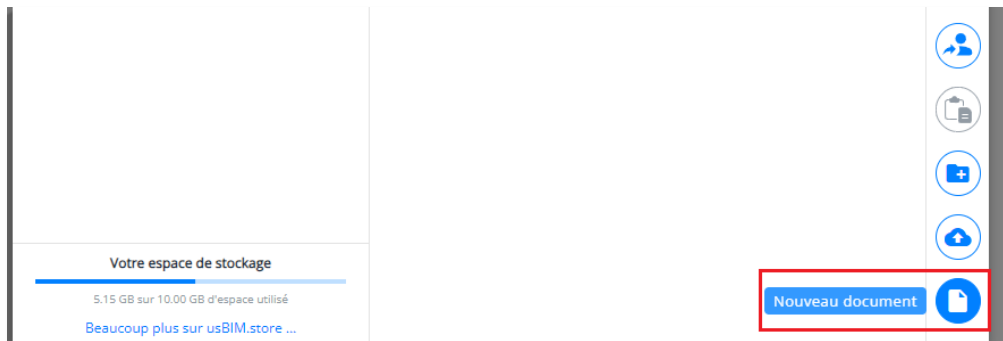 Votre espace de stockage
5.15 GB sur 10.00 GB d'espace utilisé
Beaucoup plus sur usBIM.store ...
Nouveau document